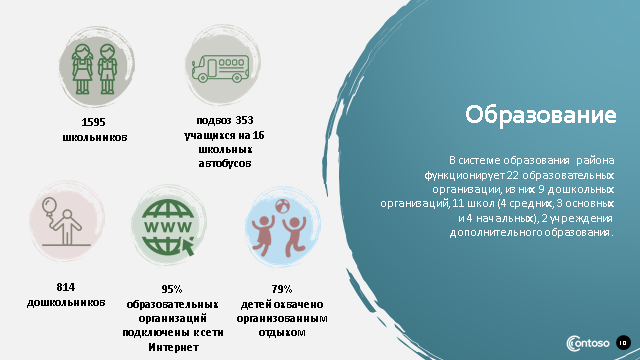 1595
школьников
подвоз 353
учащихся на 16
школьных
автобусов
WWW
814
дошкольников
95%
образовательных
организаций
подключены к сети
Интернет
79%
детей охвачено
организованным
отдыхом
Образование
В системе образования района
функционирует 22 образовательных
организации, из них 9 дошкольных
организаций, 11 школ (4 средних, 3 основных
и 4 начальных), 2 учреждения
дополнительного образования.
Contoso
10